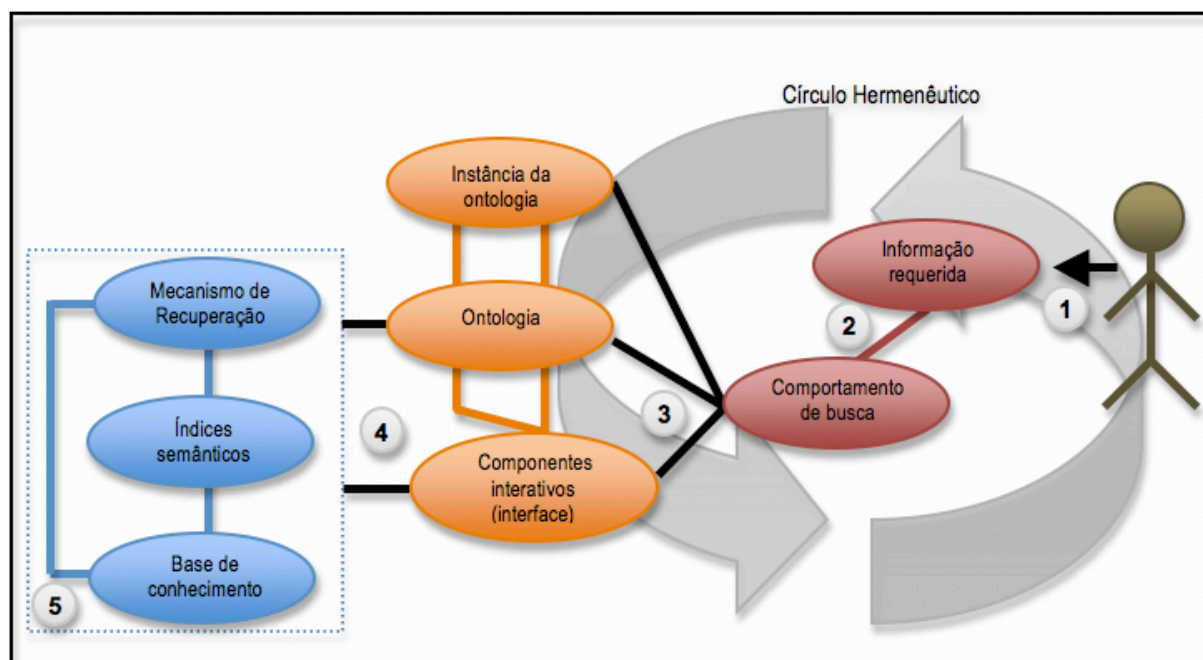 Círculo Hermenêutico
Instância da
ontologia
Informação
requerida
1
Mecanismo de
Recuperação
Ontologia
2
Comportamento
de busca
3
Índices
semânticos
4
Componentes
interativos
(interface)
Base de
conhecimento
5